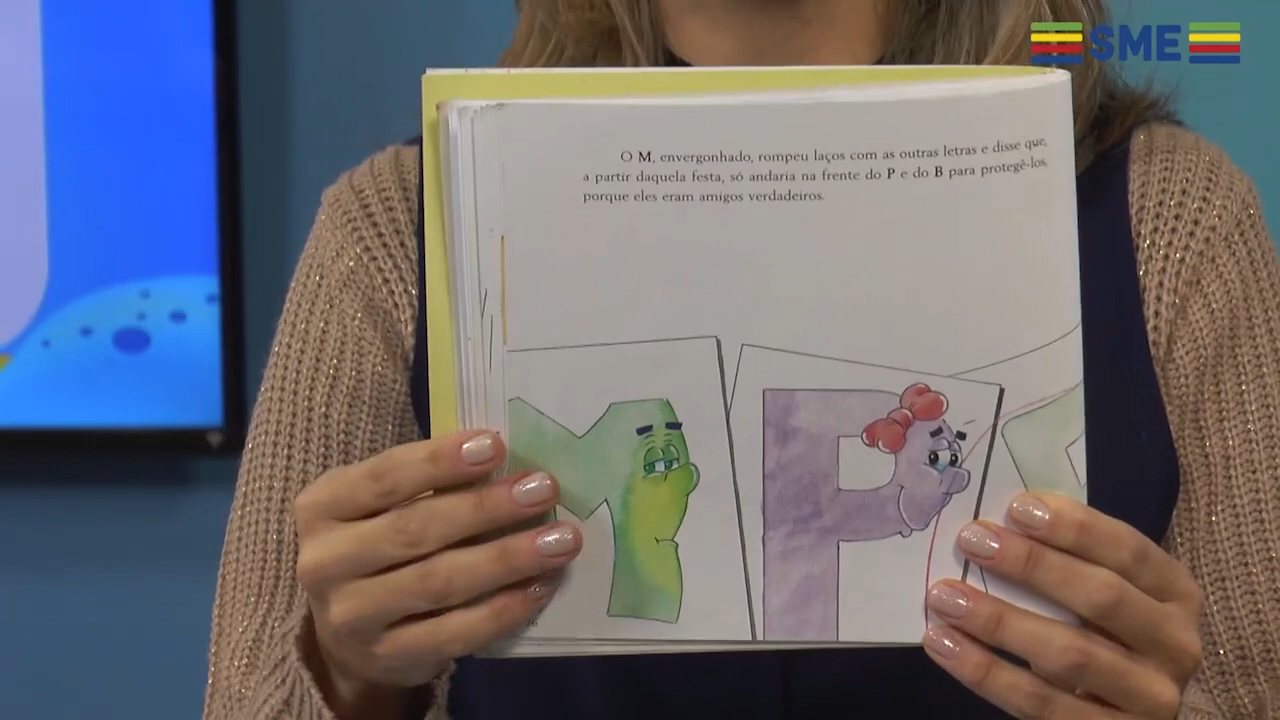 SME
O M, envergonhado, rompeu laços com as outras letras e disse que,
a partir daquela festa, só andaria na frente do P e do B para protegê-los,
porque eles eram amigos verdadeiros.
M P